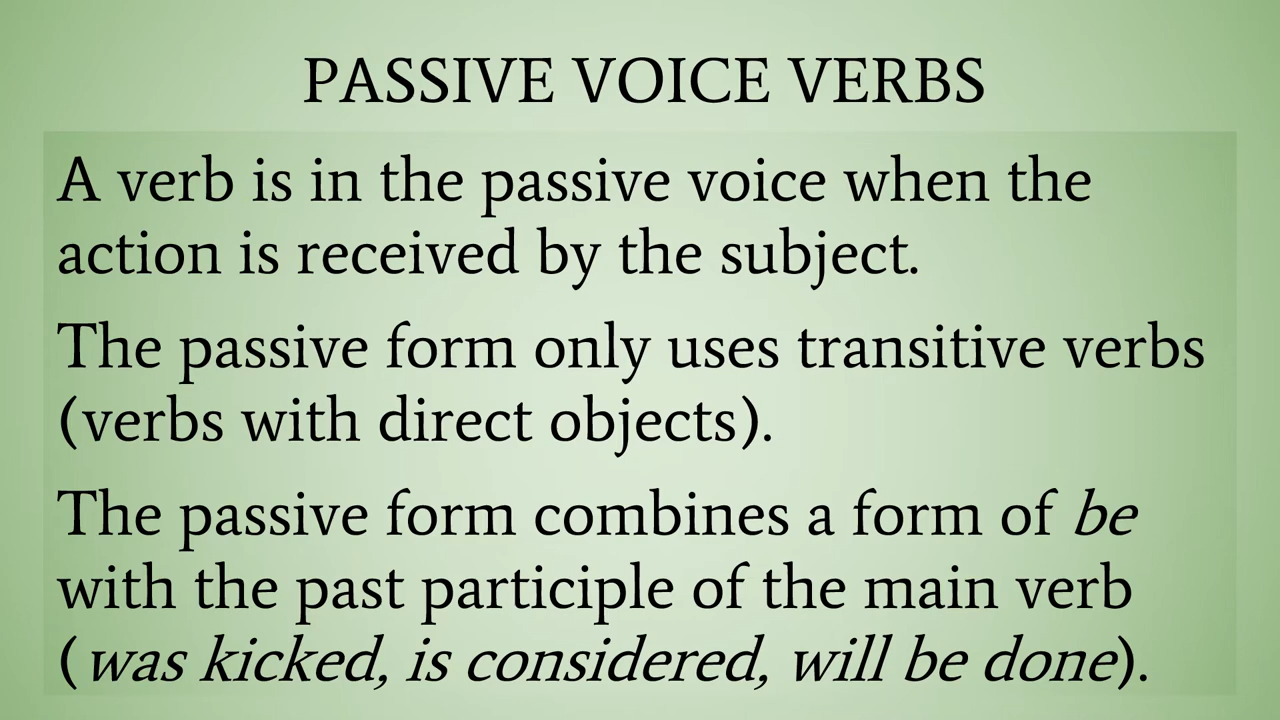 PASSIVE VOICE VERBS
A verb is in the passive voice when the
action is received by the subject.
The passive form only uses transitive verbs
(verbs with direct objects).
The passive form combines a form of be
with the past participle of the main verb
(was kicked, is considered, will be done).